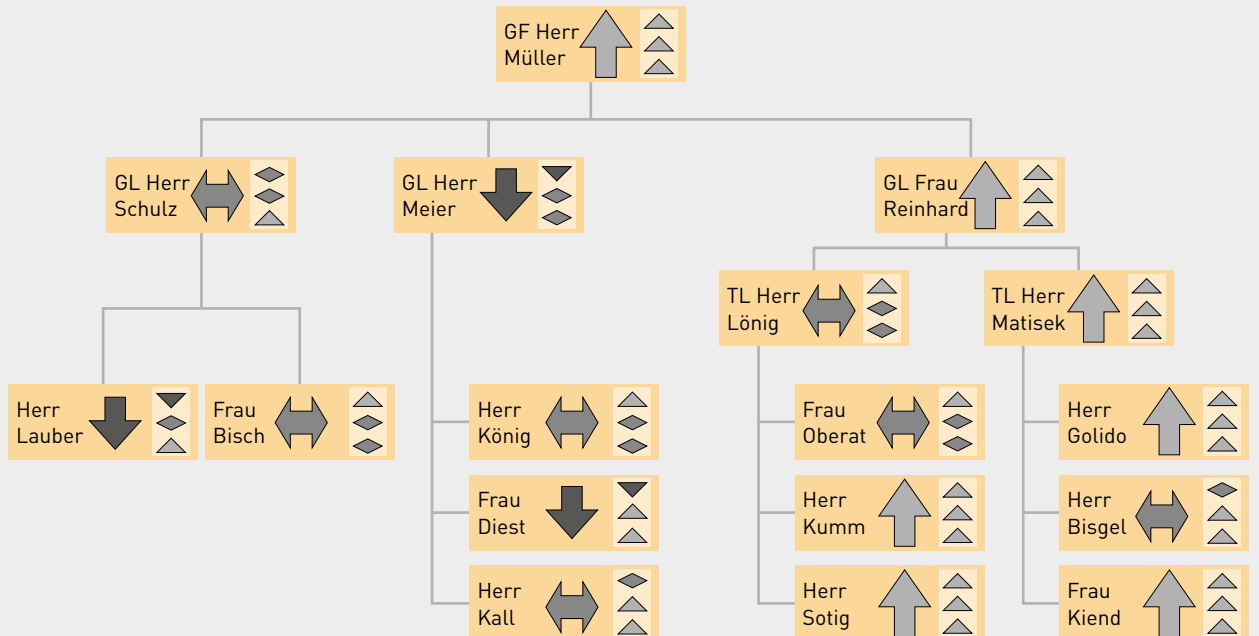 GF Herr
Müller
GL Herr
Schulz
GL Herr
Meier
GL Frau
Reinhard
TL Herr
Lönig
TL Herr
Matisek
Herr
Lauber
Frau
Bisch
Herr
König
Frau
Oberat
Herr
Golido
Frau
Diest
Herr
Kumm
Herr
Bisgel
Herr
Kall
Herr
Sotig
Frau
Kiend